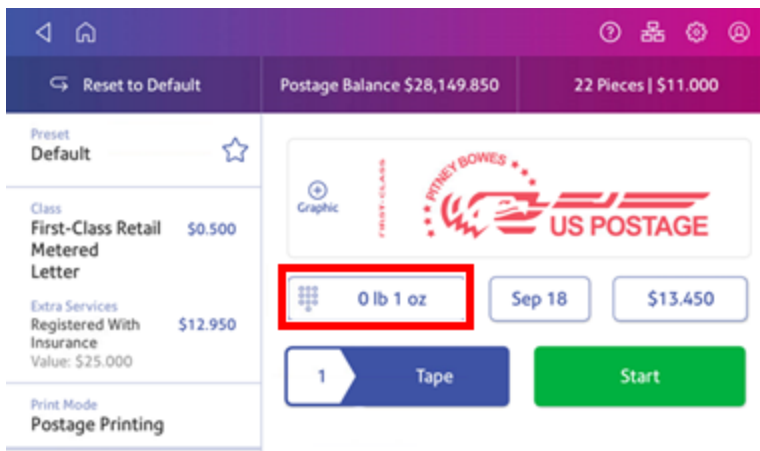 Reset to Default
Postage Balance $28,149.850
22 Pieces | $11.000
Preset
Default
Class
First-Class Retail $0.500
Metered
Letter
Extra Services
Registered With $12.950
Insurance
Value: $25.000
Print Mode
Postage Printing
Graphic
FIRST-CLASS
PITNEY BOWES
US POSTAGE
0 lb 1 oz
Sep 18
$13.450
1
Tape
Start